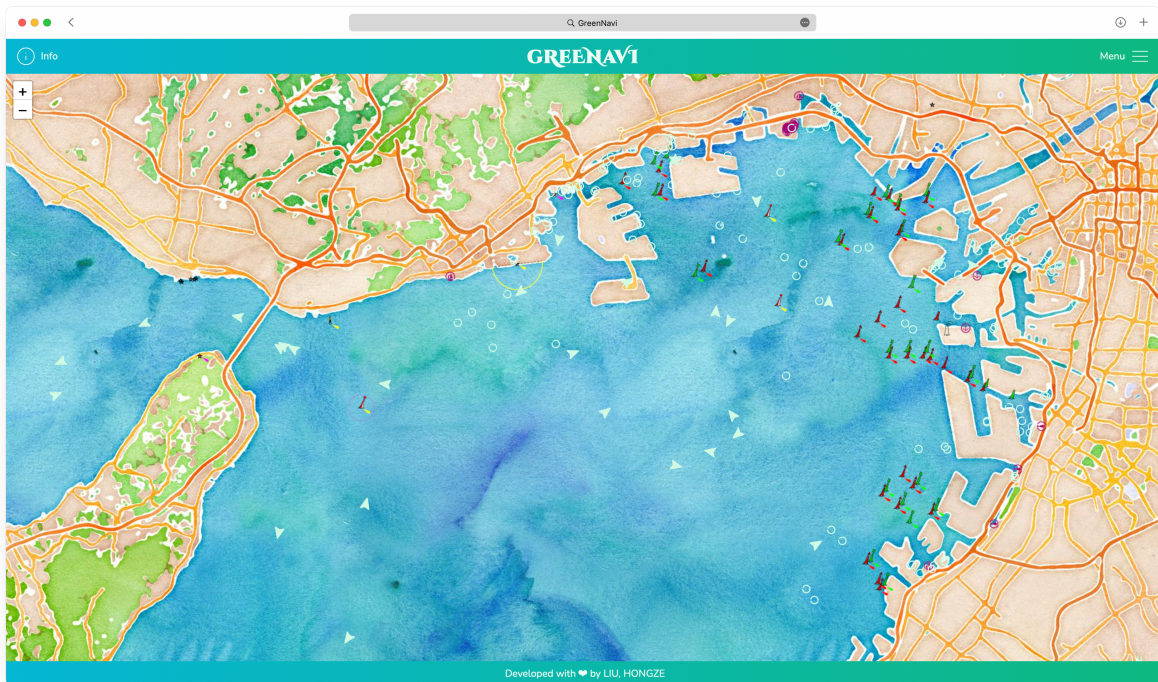 GreenNavi
Info
GREENAVI
Menu
+
−
Developed with ❤ by LIU, HONGZE